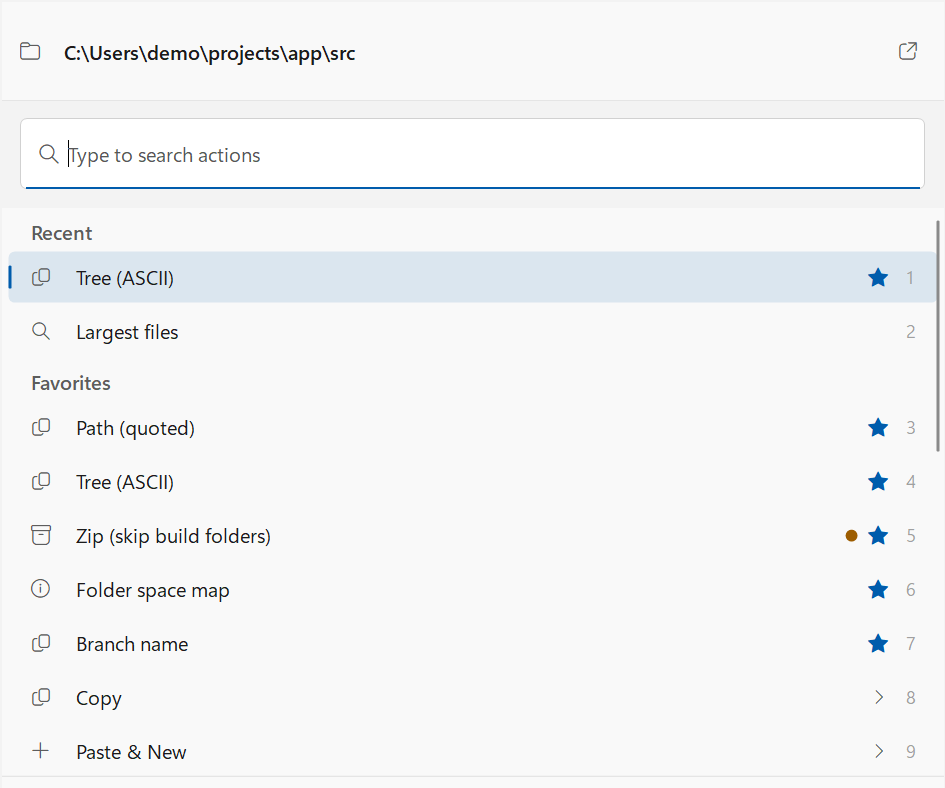 C:\Users\demo\projects\app\src
Type to search actions
Recent
Tree (ASCII) 1
Largest files 2
Favorites
Path (quoted) 3
Tree (ASCII) 4
Zip (skip build folders) 5
Folder space map 6
Branch name 7
Copy 8
Paste & New 9